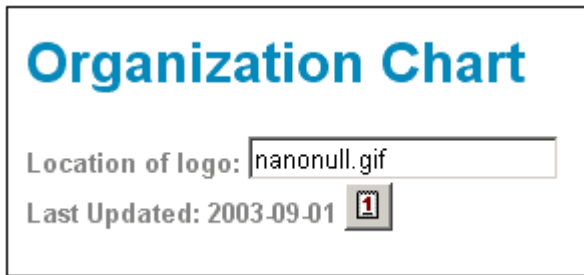 Organization Chart
Location of logo: nanonull.gif
Last Updated: 2003-09-01 1